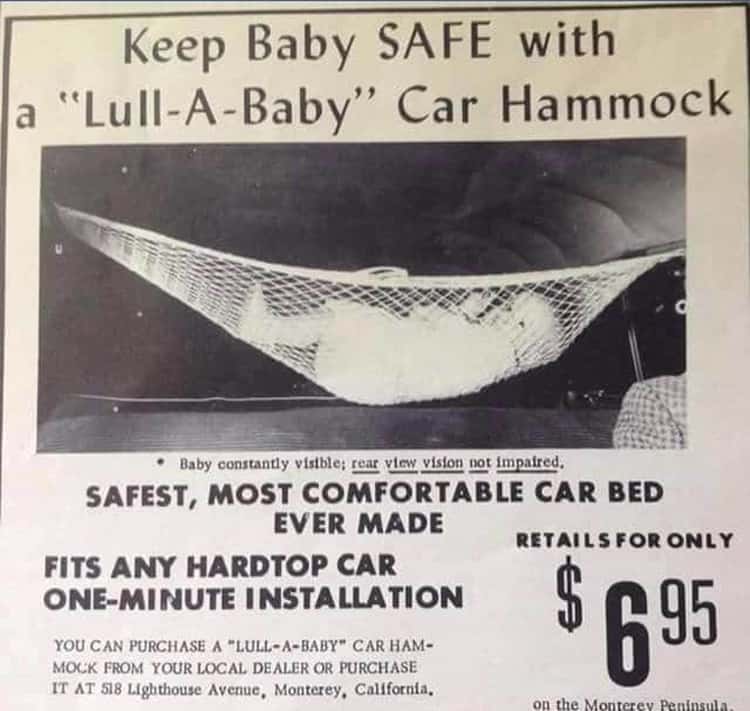 Keep Baby SAFE with
a "Lull-A-Baby" Car Hammock
• Baby constantly visible; rear view vision not impaired.
SAFEST, MOST COMFORTABLE CAR BED
EVER MADE
FITS ANY HARDTOP CAR
ONE-MINUTE INSTALLATION
YOU CAN PURCHASE A "LULL-A-BABY" CAR HAM-
MOCK FROM YOUR LOCAL DEALER OR PURCHASE
IT AT 518 Lighthouse Avenue, Monterey, California.
RETAILS FOR ONLY
$6 95
on the Monterey Peninsula.